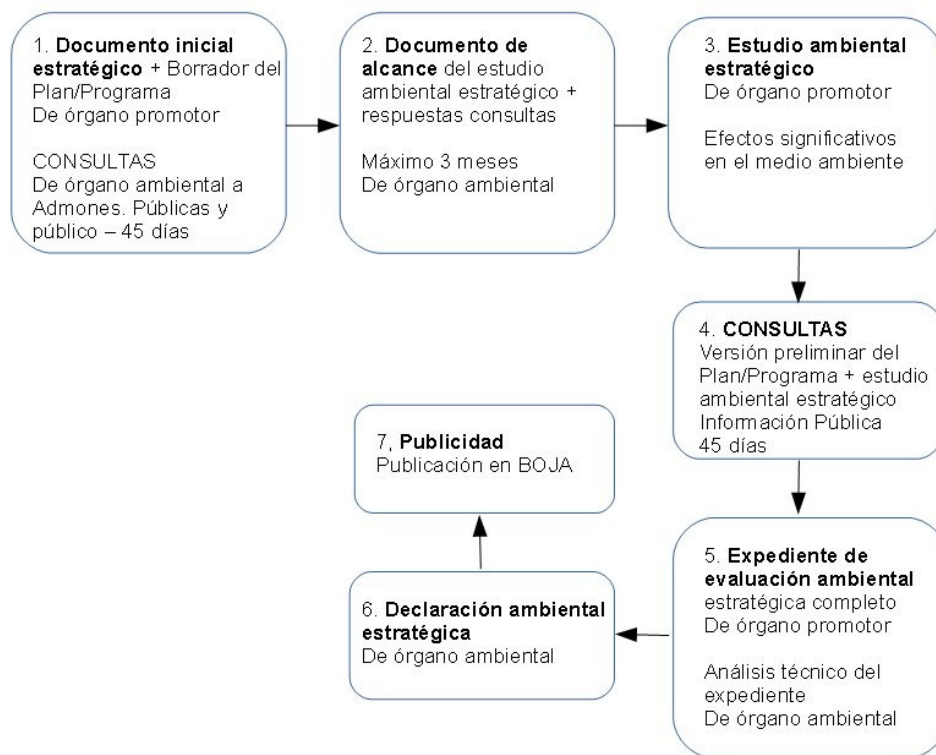 1. Documento inicial
estratégico + Borrador del
Plan/Programa
De órgano promotor
CONSULTAS
De órgano ambiental a
Admones. Públicas y
público – 45 días
2. Documento de
alcance del estudio
ambiental estratégico +
respuestas consultas
Máximo 3 meses
De órgano ambiental
3. Estudio ambiental
estratégico
De órgano promotor
Efectos significativos
en el medio ambiente
4. CONSULTAS
Versión preliminar del
Plan/Programa + estudio
ambiental estratégico
Información Pública
45 días
5. Expediente de
evaluación ambiental
estratégica completo
De órgano promotor
Análisis técnico del
expediente
De órgano ambiental
6. Declaración ambiental
estratégica
De órgano ambiental
7, Publicidad
Publicación en BOJA